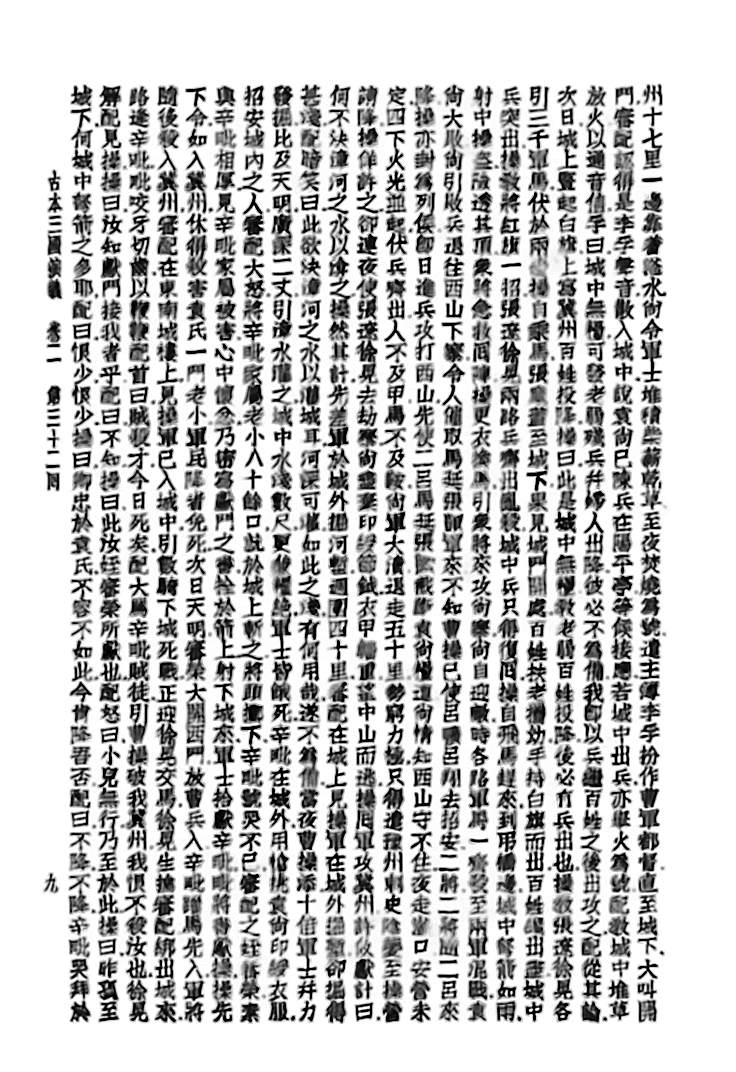 州十七里一邊靠着滏水尚令軍士堆積柴薪乾草至夜焚燒爲號遣主簿李孚扮作曹軍都督直至城下大叫開
門審配認得是李孚聲音放入城中說袁尚已陳兵在陽平亭等候接應若城中出兵亦舉火爲號配敎城中堆草
放火以通音信孚曰城中無糧可發老弱殘兵幷婦人出降彼必不爲備我卽以兵繼百姓之後出攻之配從其論
次日城上豎起白旗上寫冀州百姓投降操曰此是城中無糧敎老弱百姓投降後必有兵出也操敎張遼徐晃各
引三千軍馬伏於兩邊操自乘馬張麾蓋至城下果見城門開處百姓扶老攜幼手持白旗而出百姓纔出盡城中
兵突出操敎將紅旗一招張遼徐晃兩路兵齊出亂殺城中兵只得復回操自飛馬趕來到弔橋邊城中弩箭如雨
射中操盔險透其頂衆將急救回陣操更衣換馬引衆將來攻尚寨尚自迎敵時各路軍馬一齊殺至兩軍混戰袁
尚大敗尚引敗兵退往西山下寨令人催取馬延張顗軍來不知曹操已使呂曠呂翔去招安二將二將隨二呂來
降操亦封爲列侯卽日進兵攻打西山先使二呂馬延張顗截斷袁尚糧道尚情知西山守不住夜走濫口安營未
定四下火光並起伏兵齊出人不及甲馬不及鞍尚軍大潰退走五十里勢窮力極只得遣豫州刺史陰夔至操營
請降操佯許之卻連夜使張遼徐晃去劫寨尚盡棄印綬節鉞衣甲輜重望中山而逃操回軍攻冀州許攸獻計曰
何不決漳河之水以淹之操然其計先差軍於城外掘河塹週圍四十里審配在城上見操軍在城外掘塹卻掘得
甚淺配暗笑曰此欲決漳河之水以灌城耳河深可灌如此之淺有何用哉遂不爲備當夜曹操添十倍軍士幷力
發掘比及天明廣深二丈引漳水灌之城中水深數尺更兼糧絕軍士皆餓死辛毗在城外用槍挑袁尚印綬衣服
招安城內之人審配大怒將辛毗家屬老小八十餘口就於城上斬之將頭擲下辛毗號哭不已審配之姪審榮素
與辛毗相厚見辛毗家屬被害心中懷忿乃密寫獻門之書拴於箭上射下城來軍士拾獻辛毗毗將書獻操操先
下令如入冀州休得殺害袁氏一門老小軍民降者免死次日天明審榮大開西門放曹兵入辛毗躍馬先入軍將
隨後殺入冀州審配在東南城樓上見操軍已入城中引數騎下城死戰正迎徐晃交馬徐晃生擒審配綁出城來
路逢辛毗毗咬牙切齒以鞭鞭配首曰賊殺才今日死矣配大罵辛毗賊徒引曹操破我冀州我恨不殺汝也徐晃
解配見操操曰汝知獻門接我者乎配曰不知操曰此汝姪審榮所獻也配怒曰小兒無行乃至於此操曰昨孤至
城下何城中弩箭之多耶配曰恨少恨少操曰卿忠於袁氏不容不如此今肯降吾否配曰不降不降辛毗哭拜於
古本三國演義 卷二 第三十二回 九